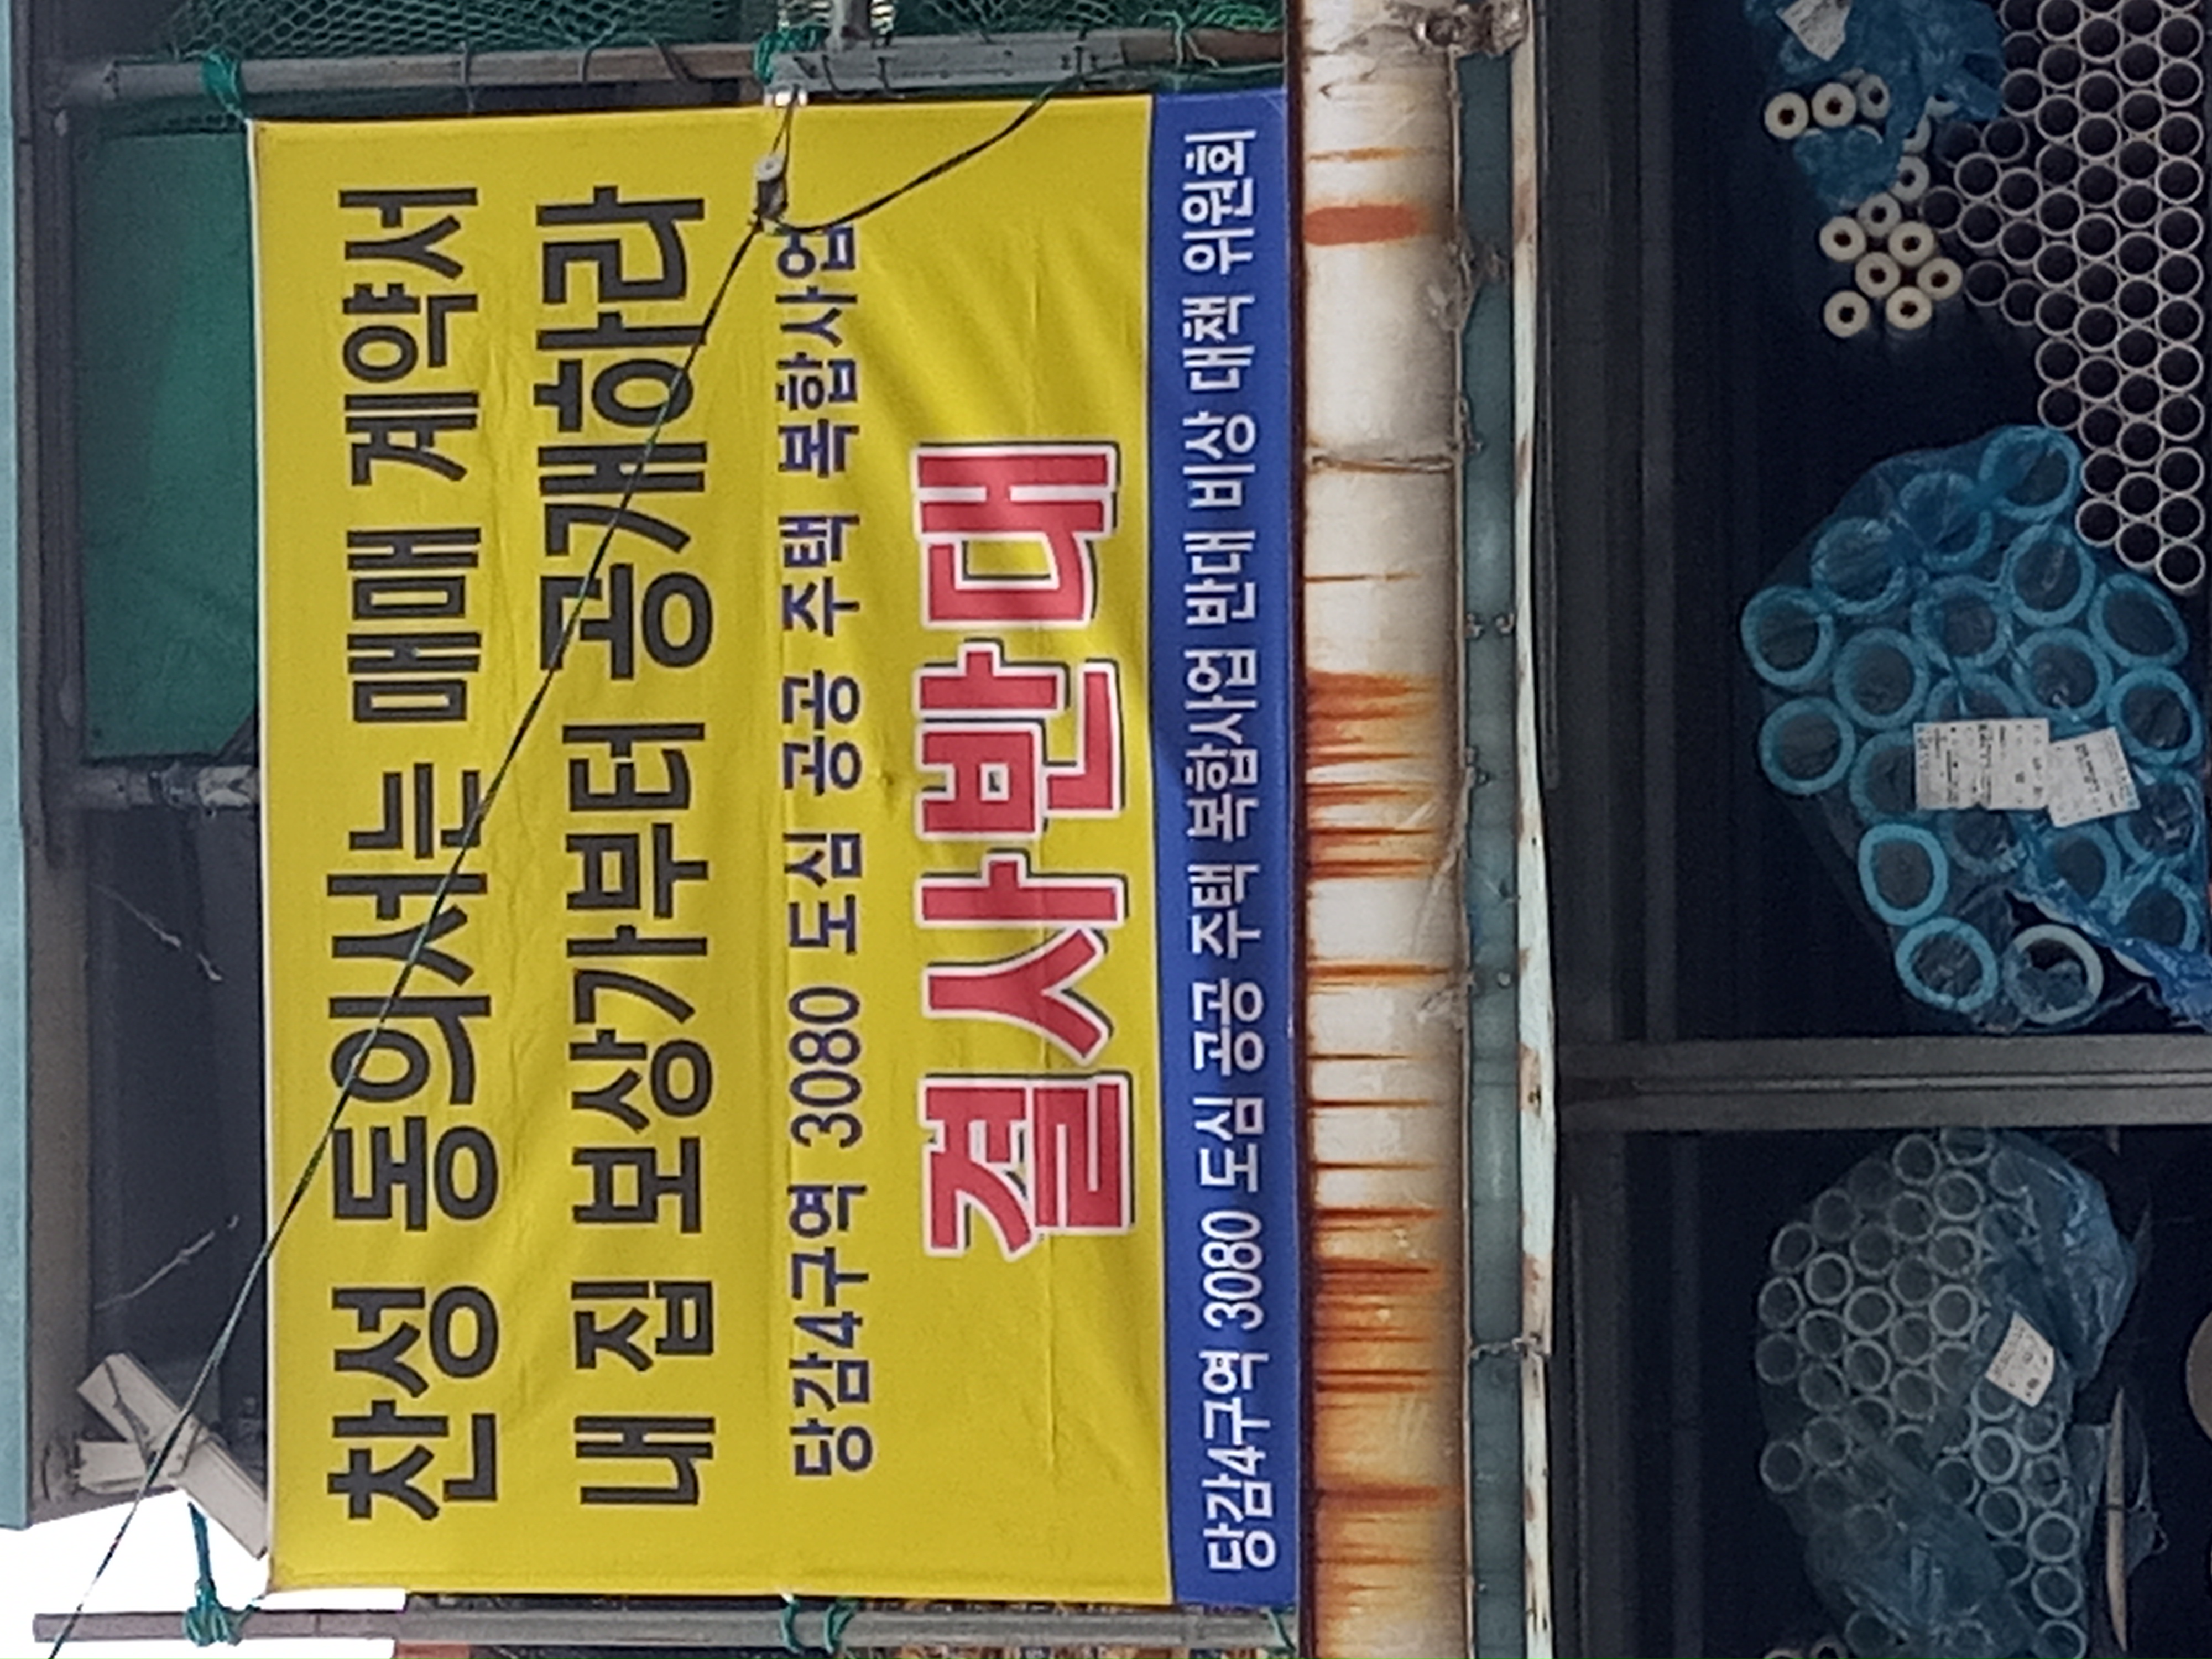 찬성 동의서는 매매 계약서
내 집 보상가부터 공개하라
당감4구역 3080 도심 공공 주택 복합사업
결사반대
당감4구역 3080 도심 공공 주택 복합사업 반대 비상 대책 위원회